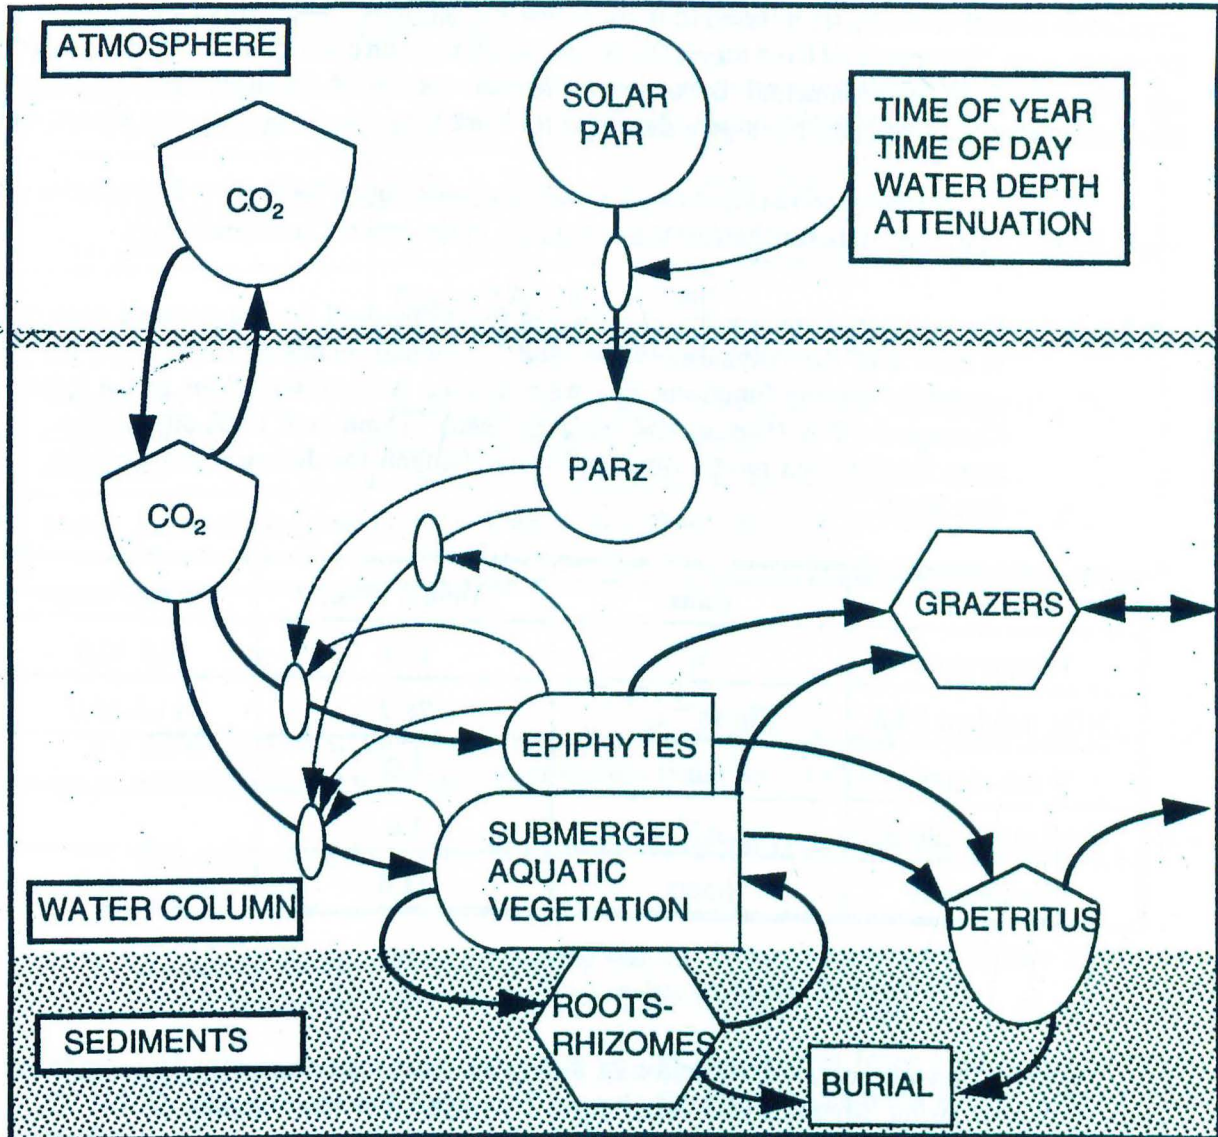 ATMOSPHERE
SOLAR
PAR
TIME OF YEAR
TIME OF DAY
WATER DEPTH
ATTENUATION
CO₂
PARz
CO₂
GRAZERS
EPIPHYTES
SUBMERGED
AQUATIC
VEGETATION
WATER COLUMN
DETRITUS
ROOTS-
RHIZOMES
SEDIMENTS
BURIAL